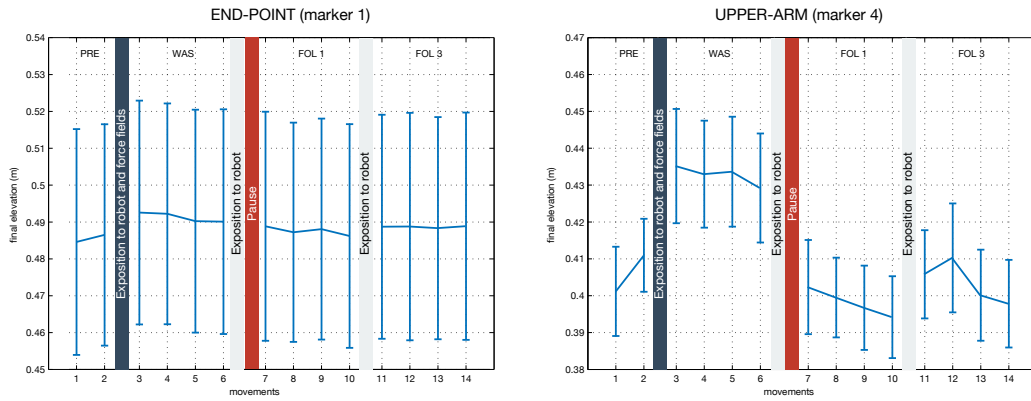 END-POINT (marker 1)
0.54
0.53
0.52
0.51
0.5
0.49
0.48
0.47
0.46
0.45
final elevation (m)
PRE
WAS
FOL 1
FOL 3
Exposition to robot and force fields
Exposition to robot
Pause
Exposition to robot
1 2 3 4 5 6 7 8 9 10 11 12 13 14
movements
UPPER-ARM (marker 4)
0.47
0.46
0.45
0.44
0.43
0.42
0.41
0.4
0.39
0.38
final elevation (m)
PRE
WAS
FOL 1
FOL 3
Exposition to robot and force fields
Exposition to robot
Pause
Exposition to robot
1 2 3 4 5 6 7 8 9 10 11 12 13 14
movements